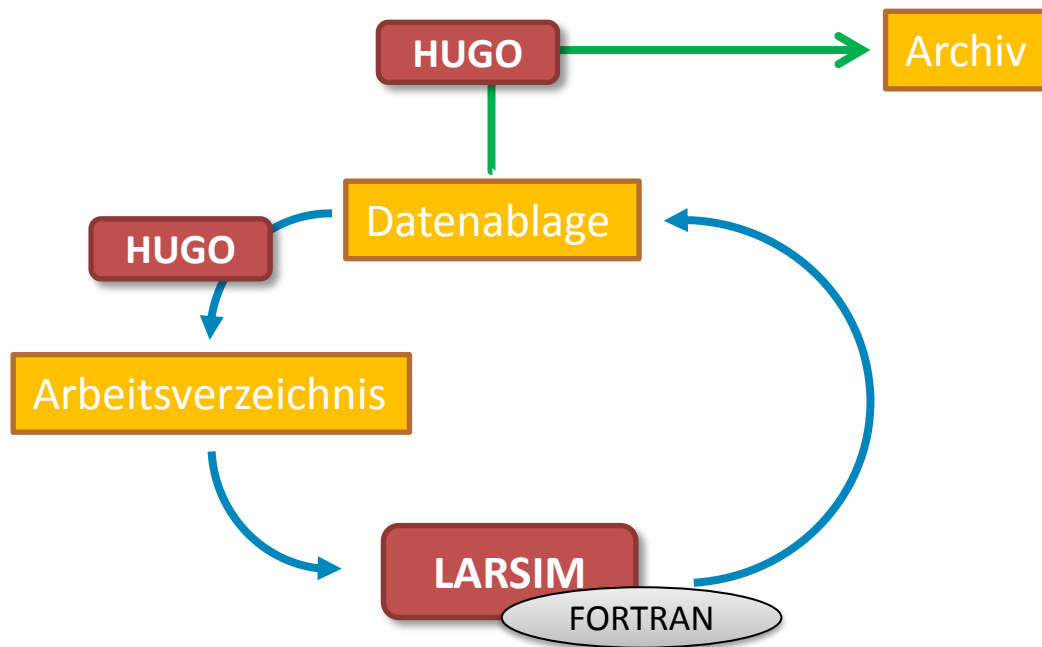 HUGO
Archiv
Datenablage
HUGO
Arbeitsverzeichnis
LARSIM
FORTRAN